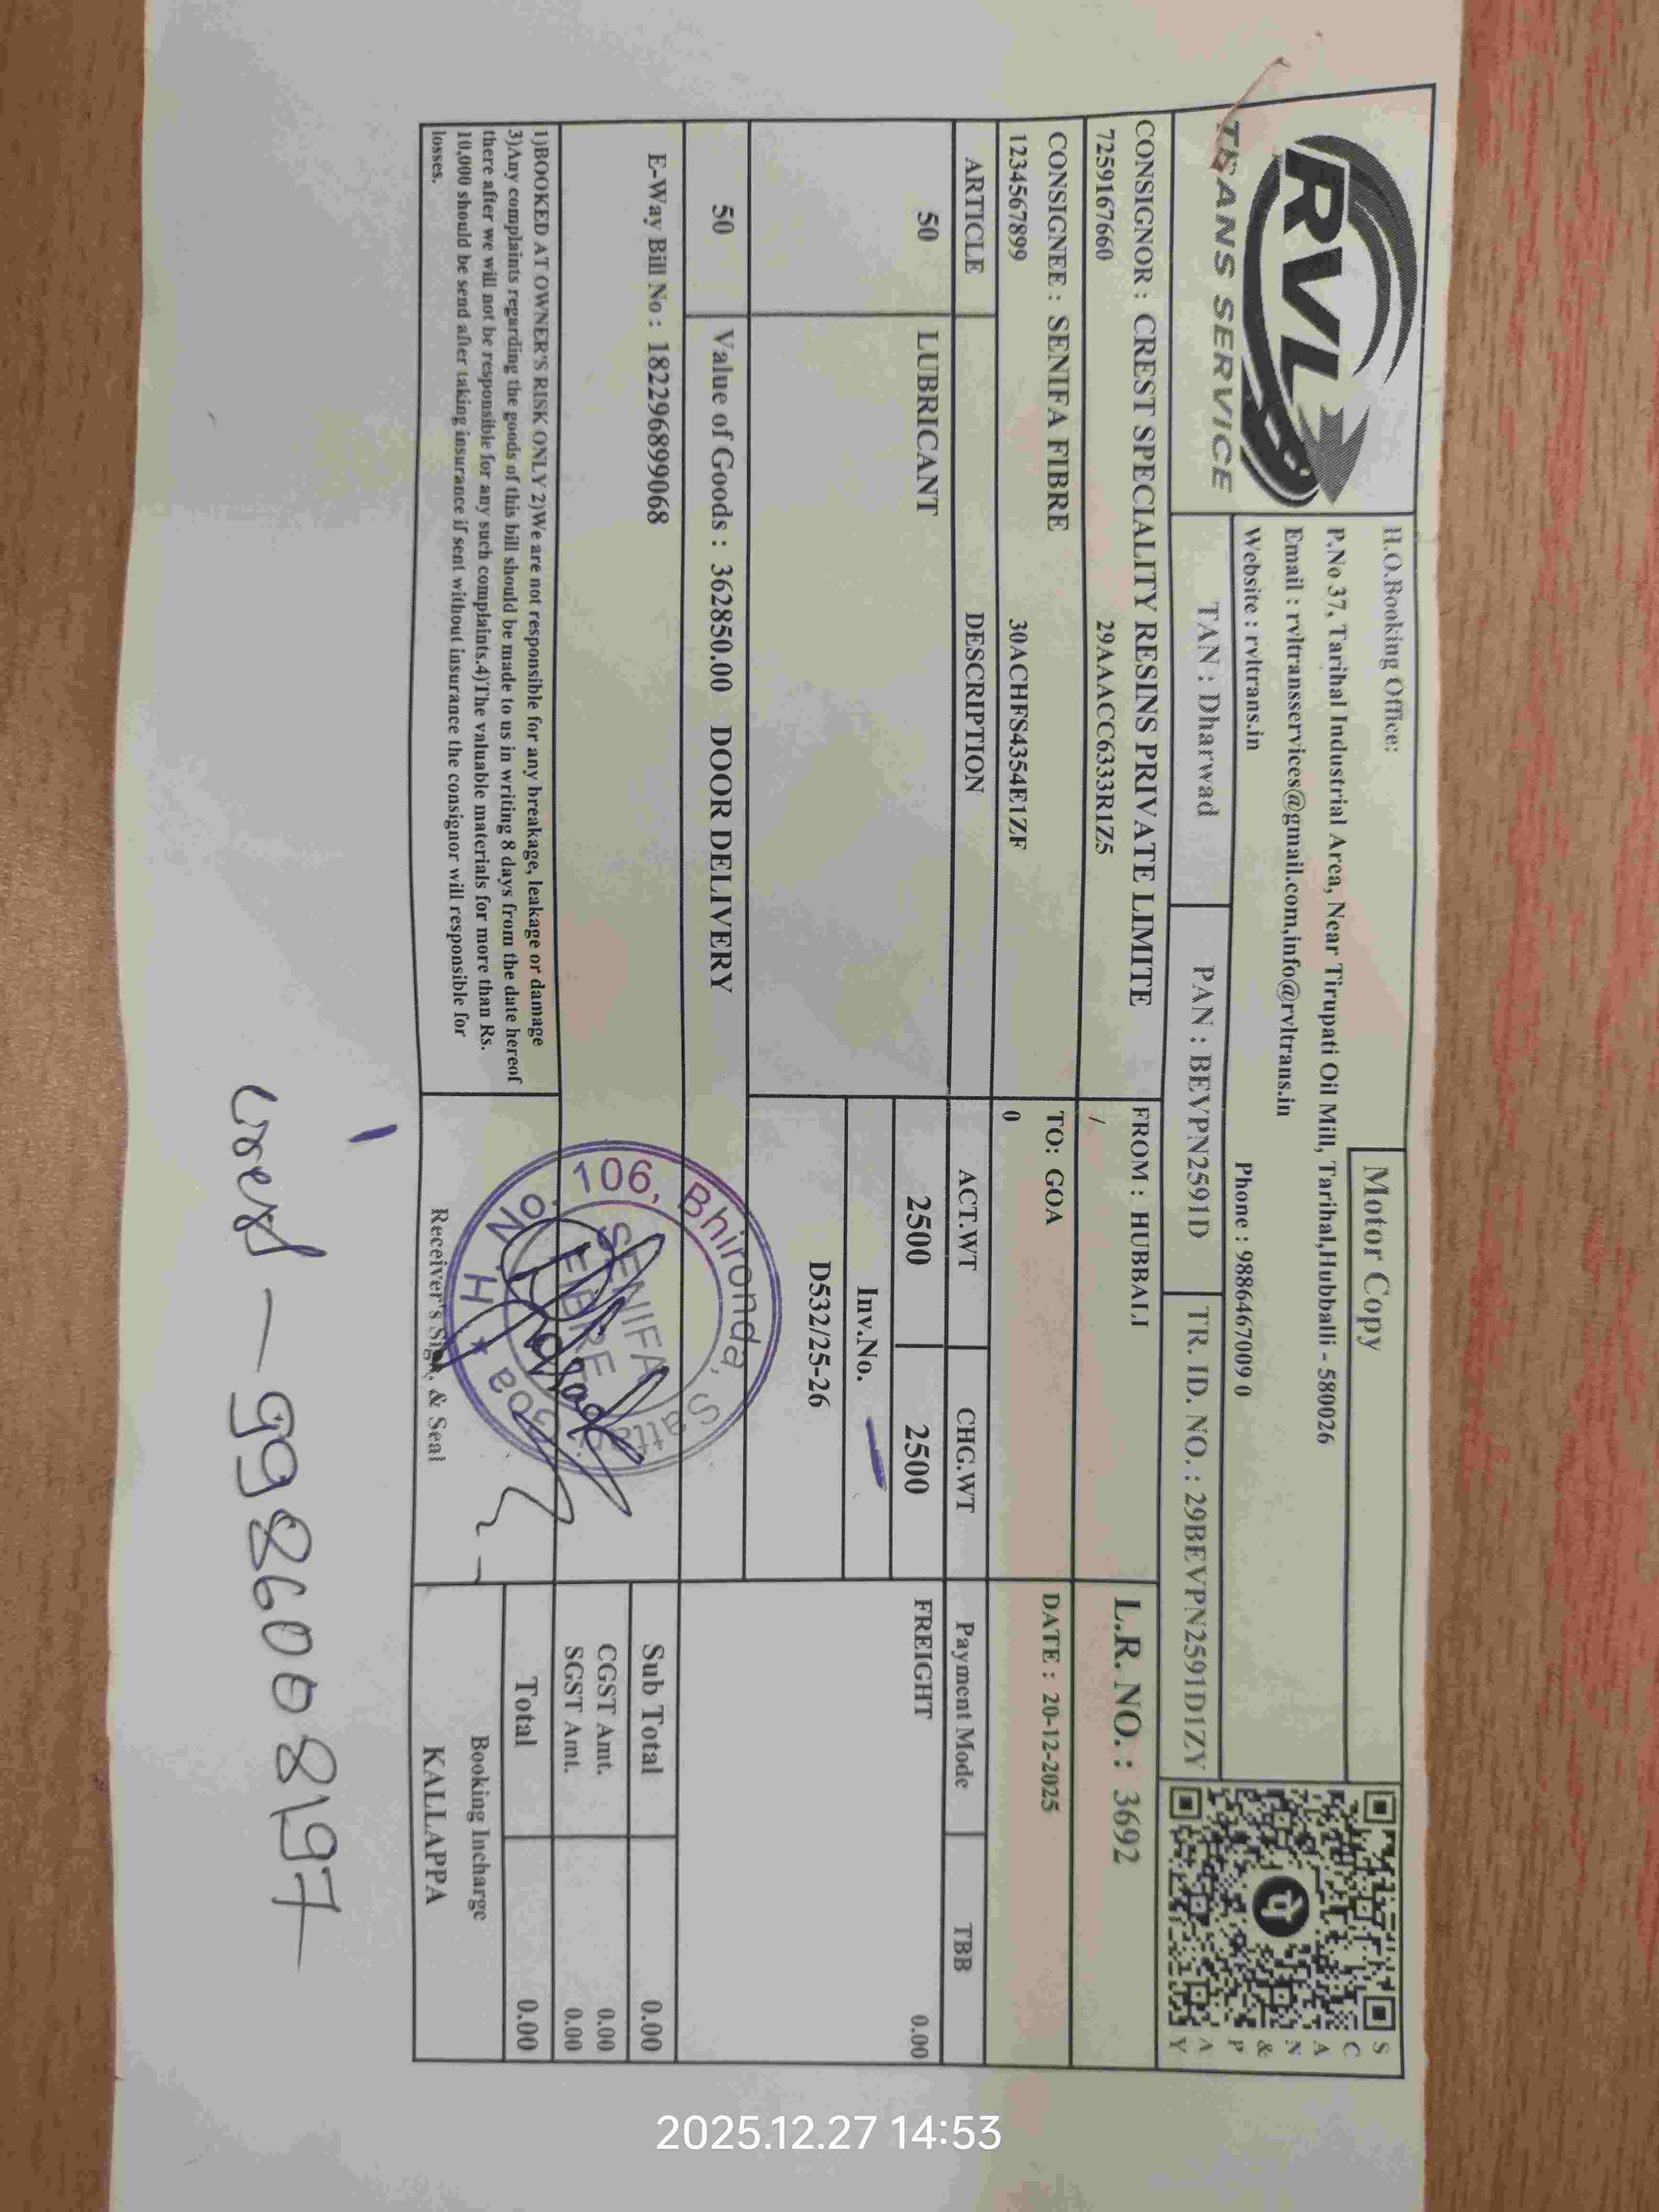 RVL
TRANS SERVICE
H.O.Booking Office:
Motor Copy
P.No 37, Tarihal Industrial Area, Near Tirupati Oil Mill, Tarihal,Hubballi - 580026
Email : rvltransservices@gmail.com,info@rvltrans.in
Website : rvltrans.in
Phone : 9886467009 0
SCAN & PAY
TAN : Dharwad PAN : BEVPN2591D TR. ID. NO. : 29BEVPN2591D1ZY
CONSIGNOR : CREST SPECIALITY RESINS PRIVATE LIMITE FROM : HUBBALI L.R. NO. : 3692
7259167660 29AAACC6333R1Z5 /
CONSIGNEE : SENIFA FIBRE TO: GOA DATE : 20-12-2025
1234567899 30ACHFS4354E1ZF 0
ARTICLE DESCRIPTION ACT.WT CHG.WT Payment Mode TBB
50 LUBRICANT 2500 2500 FREIGHT 0.00
Inv.No.
D532/25-26
50 Value of Goods : 362850.00 DOOR DELIVERY
E-Way Bill No : 182296899068
Sub Total 0.00
CGST Amt. 0.00
SGST Amt. 0.00
Total 0.00
1)BOOKED AT OWNER'S RISK ONLY 2)We are not responsible for any breakage, leakage or damage
3)Any complaints regarding the goods of this bill should be made to us in writing 8 days from the date hereof
there after we will not be responsible for any such complaints.4)The valuable materials for more than Rs.
10,000 should be send after taking insurance if sent without insurance the consignor will responsible for
losses.
No. 106, Bhironda, Sattari, Goa
SENIFA
FIBRE
Receiver's Sign. & Seal
Booking Incharge
KALLAPPA
9986008197
2025.12.27 14:53